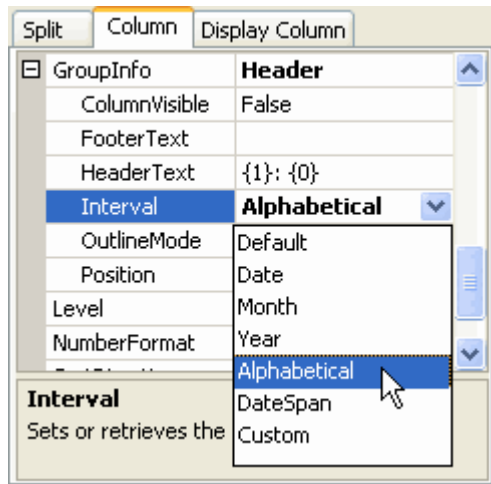 Split Column Display Column
GroupInfo Header
ColumnVisible False
FooterText
HeaderText {1}: {0}
Interval Alphabetical
OutlineMode Default
Position Date
Level Month
NumberFormat Year
Alphabetical
Interval DateSpan
Sets or retrieves the Custom